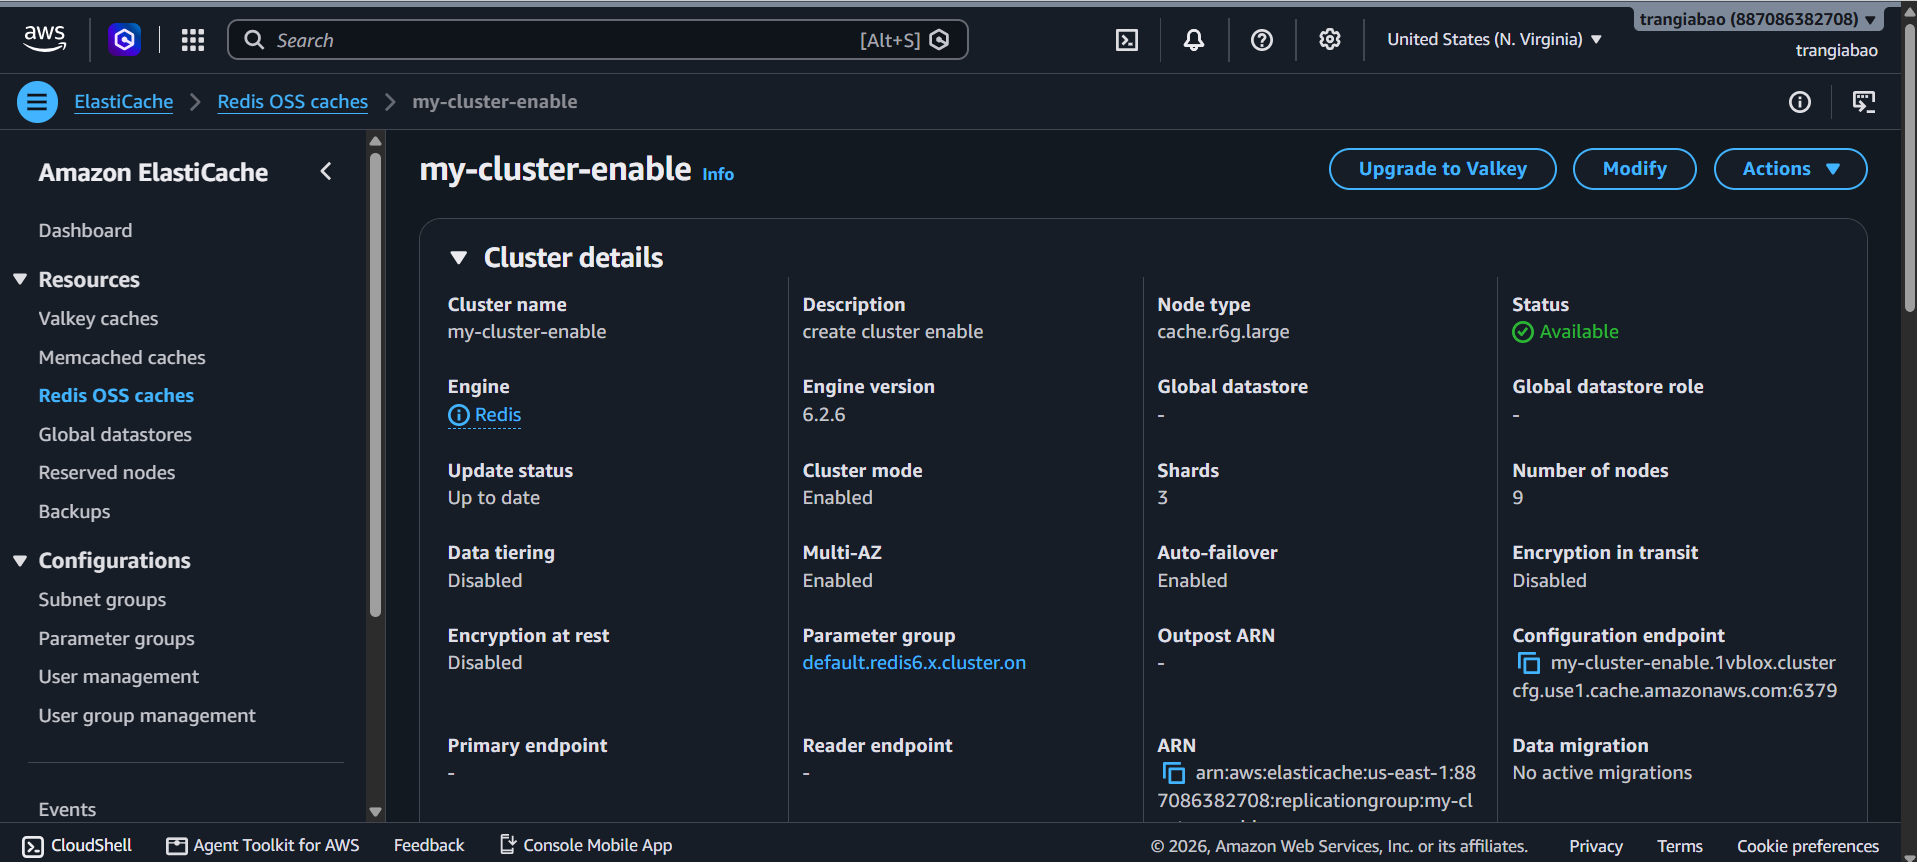 aws
Search
[Alt+S]
United States (N. Virginia)
trangiabao (887086382708)
trangiabao
ElastiCache
Redis OSS caches
my-cluster-enable
Amazon ElastiCache
Dashboard
Resources
Valkey caches
Memcached caches
Redis OSS caches
Global datastores
Reserved nodes
Backups
Configurations
Subnet groups
Parameter groups
User management
User group management
Events
my-cluster-enable Info
Upgrade to Valkey
Modify
Actions
Cluster details
Cluster name
my-cluster-enable
Description
create cluster enable
Node type
cache.r6g.large
Status
Available
Engine
Redis
Engine version
6.2.6
Global datastore
-
Global datastore role
-
Update status
Up to date
Cluster mode
Enabled
Shards
3
Number of nodes
9
Data tiering
Disabled
Multi-AZ
Enabled
Auto-failover
Enabled
Encryption in transit
Disabled
Encryption at rest
Disabled
Parameter group
default.redis6.x.cluster.on
Outpost ARN
-
Configuration endpoint
my-cluster-enable.1vblox.cluster
cfg.use1.cache.amazonaws.com:6379
Primary endpoint
-
Reader endpoint
-
ARN
arn:aws:elasticache:us-east-1:88
7086382708:replicationgroup:my-cl
Data migration
No active migrations
CloudShell
Agent Toolkit for AWS
Feedback
Console Mobile App
© 2026, Amazon Web Services, Inc. or its affiliates.
Privacy
Terms
Cookie preferences